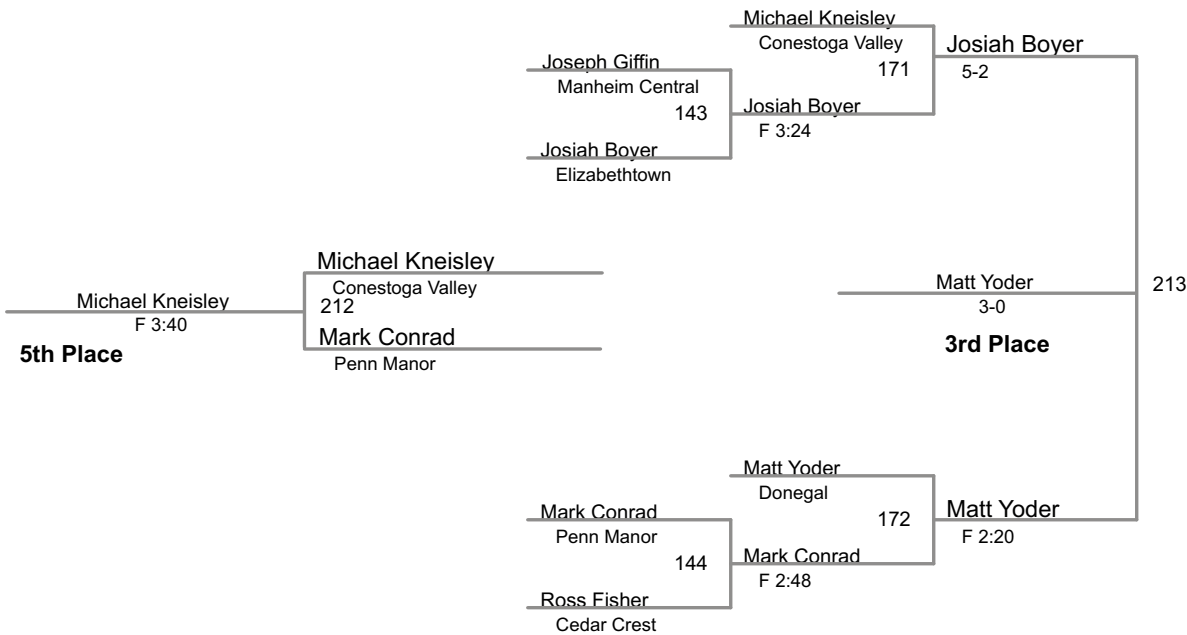 Michael Kneisley
Conestoga Valley
171
Josiah Boyer
5-2
Joseph Giffin
Manheim Central
143
Josiah Boyer
F 3:24
Josiah Boyer
Elizabethtown
Michael Kneisley
Conestoga Valley
212
Michael Kneisley
F 3:40
5th Place
Mark Conrad
Penn Manor
Matt Yoder
3-0
3rd Place
213
Matt Yoder
Donegal
172
Matt Yoder
F 2:20
Mark Conrad
Penn Manor
144
Mark Conrad
F 2:48
Ross Fisher
Cedar Crest